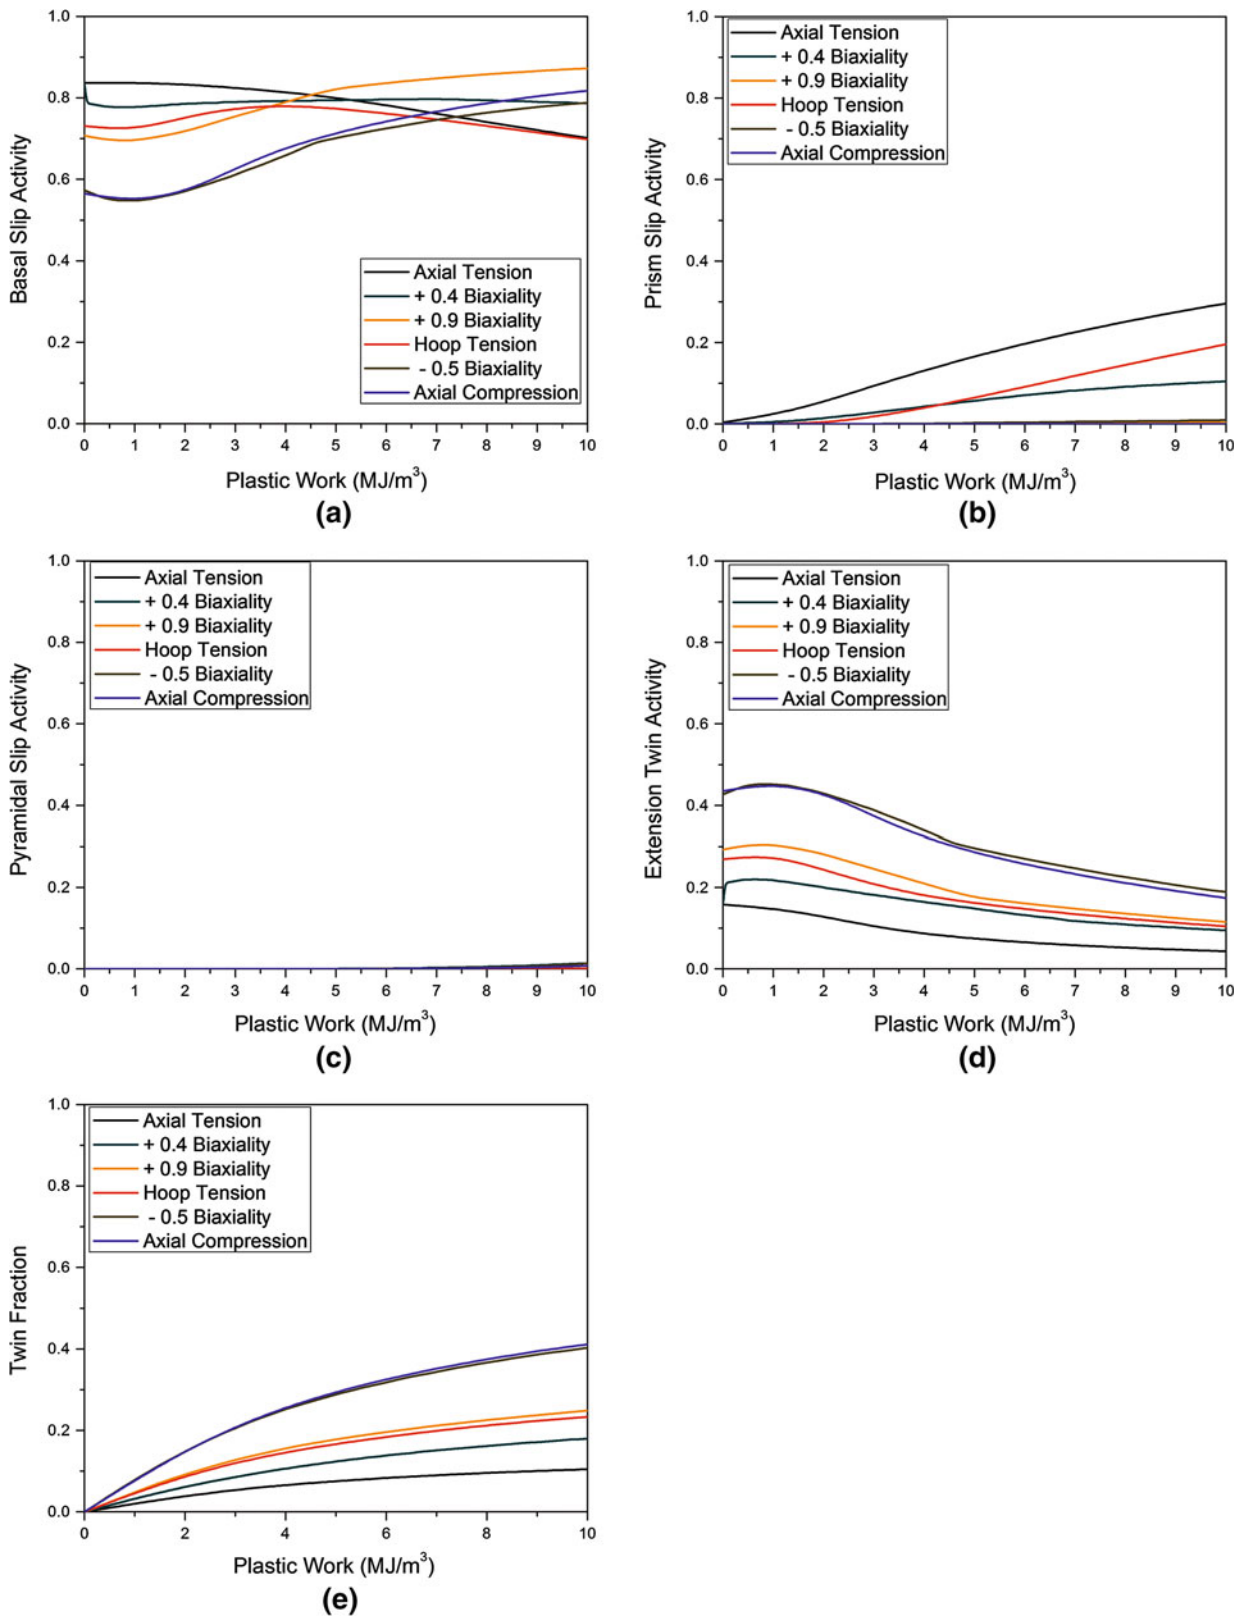 1.0
0.8
0.6
0.4
0.2
0.0
Basal Slip Activity
Axial Tension
+ 0.4 Biaxiality
+ 0.9 Biaxiality
Hoop Tension
- 0.5 Biaxiality
Axial Compression
0 1 2 3 4 5 6 7 8 9 10
Plastic Work (MJ/m³)
(a)
1.0
0.8
0.6
0.4
0.2
0.0
Prism Slip Activity
Axial Tension
+ 0.4 Biaxiality
+ 0.9 Biaxiality
Hoop Tension
- 0.5 Biaxiality
Axial Compression
0 1 2 3 4 5 6 7 8 9 10
Plastic Work (MJ/m³)
(b)
1.0
0.8
0.6
0.4
0.2
0.0
Pyramidal Slip Activity
Axial Tension
+ 0.4 Biaxiality
+ 0.9 Biaxiality
Hoop Tension
- 0.5 Biaxiality
Axial Compression
0 1 2 3 4 5 6 7 8 9 10
Plastic Work (MJ/m³)
(c)
1.0
0.8
0.6
0.4
0.2
0.0
Extension Twin Activity
Axial Tension
+ 0.4 Biaxiality
+ 0.9 Biaxiality
Hoop Tension
- 0.5 Biaxiality
Axial Compression
0 1 2 3 4 5 6 7 8 9 10
Plastic Work (MJ/m³)
(d)
1.0
0.8
0.6
0.4
0.2
0.0
Twin Fraction
Axial Tension
+ 0.4 Biaxiality
+ 0.9 Biaxiality
Hoop Tension
- 0.5 Biaxiality
Axial Compression
0 2 4 6 8 10
Plastic Work (MJ/m³)
(e)